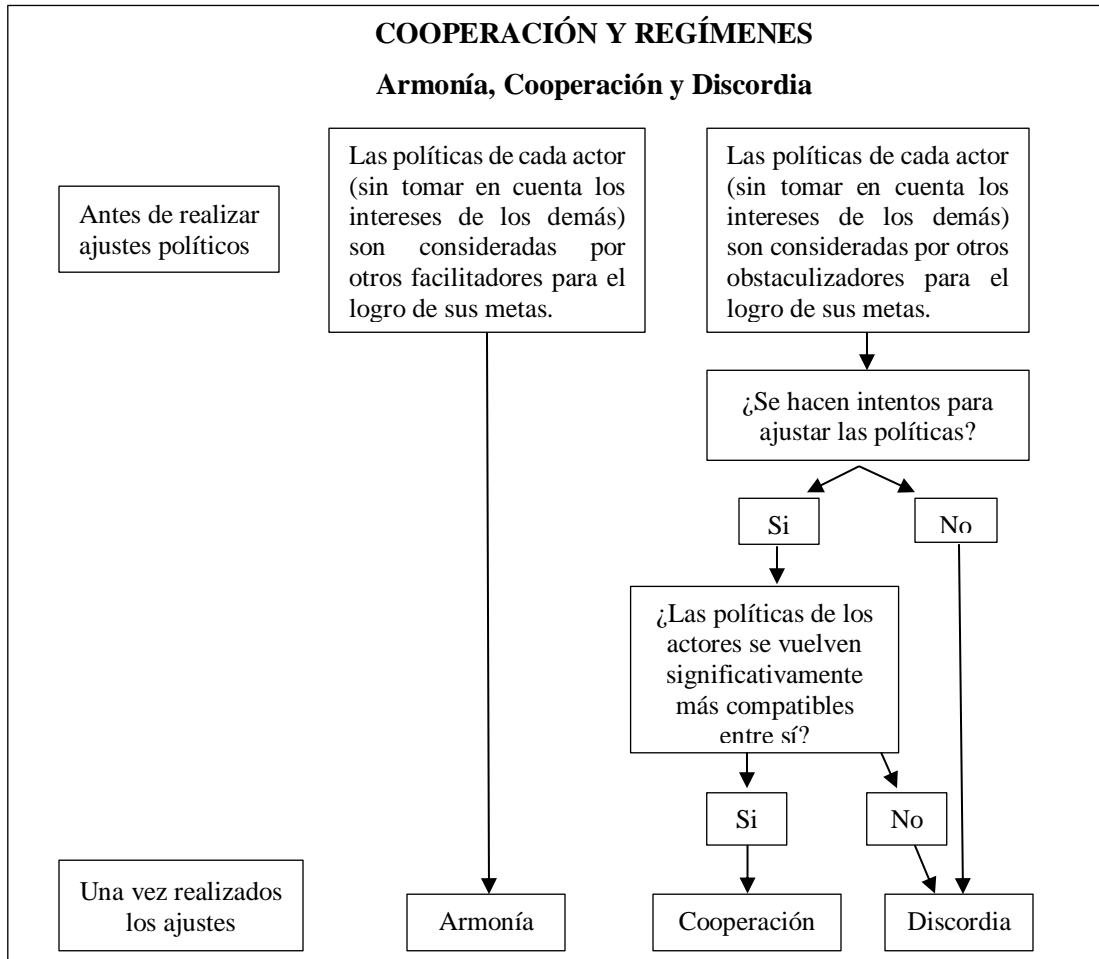 COOPERACIÓN Y REGÍMENES
Armonía, Cooperación y Discordia
Antes de realizar
ajustes políticos
Las políticas de cada actor
(sin tomar en cuenta los
intereses de los demás)
son consideradas por
otros facilitadores para el
logro de sus metas.
Las políticas de cada actor
(sin tomar en cuenta los
intereses de los demás)
son consideradas por otros
obstaculizadores para el
logro de sus metas.
¿Se hacen intentos para
ajustar las políticas?
Si
No
¿Las políticas de los
actores se vuelven
significativamente
más compatibles
entre sí?
Si
No
Una vez realizados
los ajustes
Armonía
Cooperación
Discordia